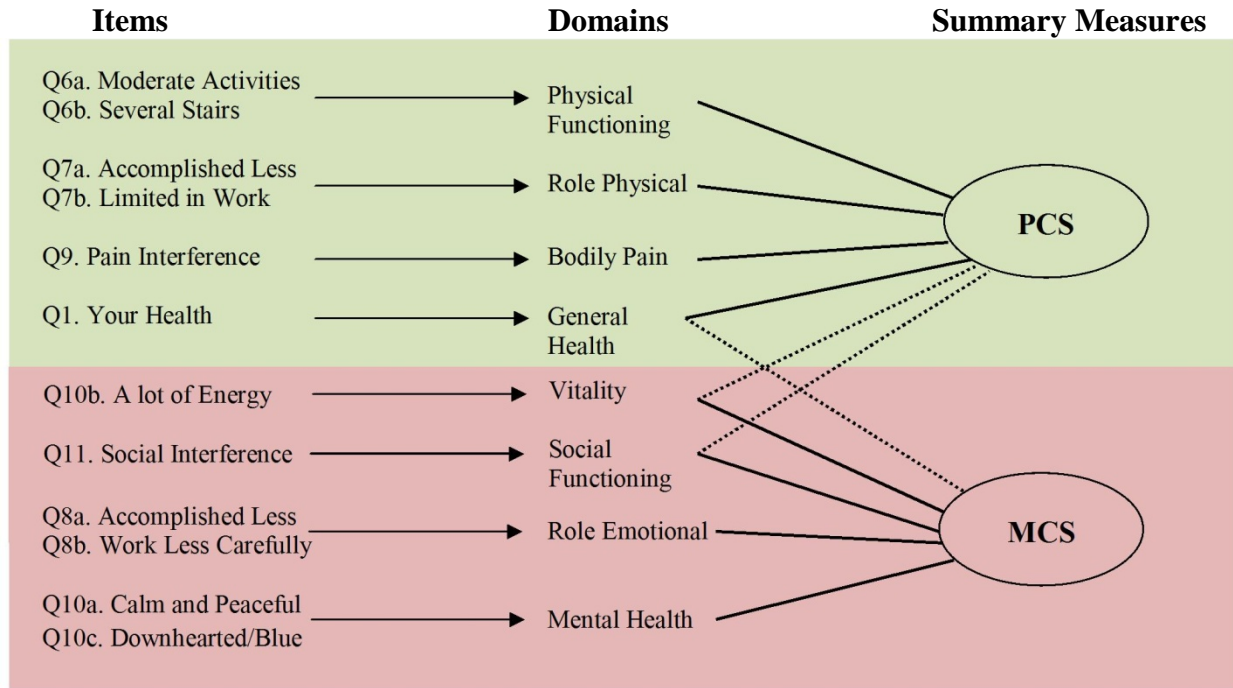 Items Domains Summary Measures
Q6a. Moderate Activities
Q6b. Several Stairs
Physical
Functioning
Q7a. Accomplished Less
Q7b. Limited in Work
Role Physical
PCS
Q9. Pain Interference
Bodily Pain
Q1. Your Health
General
Health
Q10b. A lot of Energy
Vitality
Q11. Social Interference
Social
Functioning
Q8a. Accomplished Less
Q8b. Work Less Carefully
Role Emotional
MCS
Q10a. Calm and Peaceful
Q10c. Downhearted/Blue
Mental Health